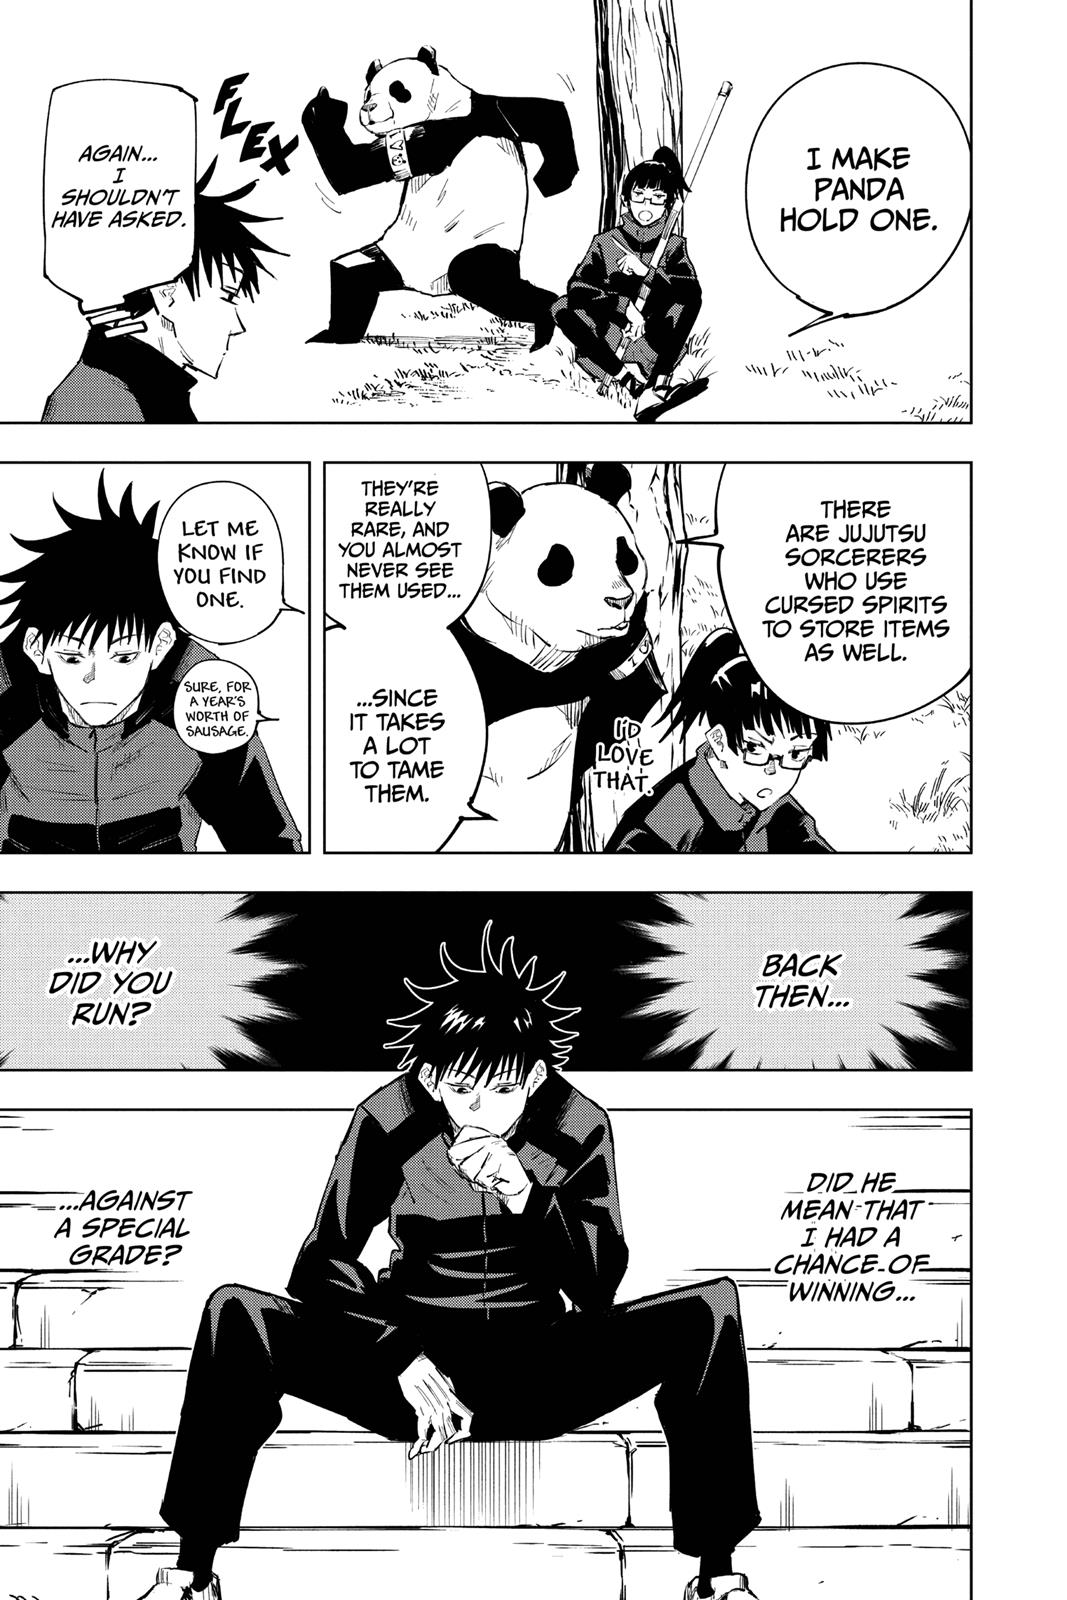 I MAKE
PANDA
HOLD ONE.
FLEX
AGAIN...
I
SHOULDN'T
HAVE ASKED.
THERE
ARE JUJUTSU
SORCERERS
WHO USE
CURSED SPIRITS
TO STORE ITEMS
AS WELL.
I'D
LOVE
THAT.
THEY'RE
REALLY
RARE, AND
YOU ALMOST
NEVER SEE
THEM USED...
...SINCE
IT TAKES
A LOT
TO TAME
THEM.
LET ME
KNOW IF
YOU FIND
ONE.
SURE, FOR
A YEAR'S
WORTH OF
SAUSAGE.
BACK
THEN...
...WHY
DID YOU
RUN?
DID HE
MEAN THAT
I HAD A
CHANCE OF
WINNING...
...AGAINST
A SPECIAL
GRADE?